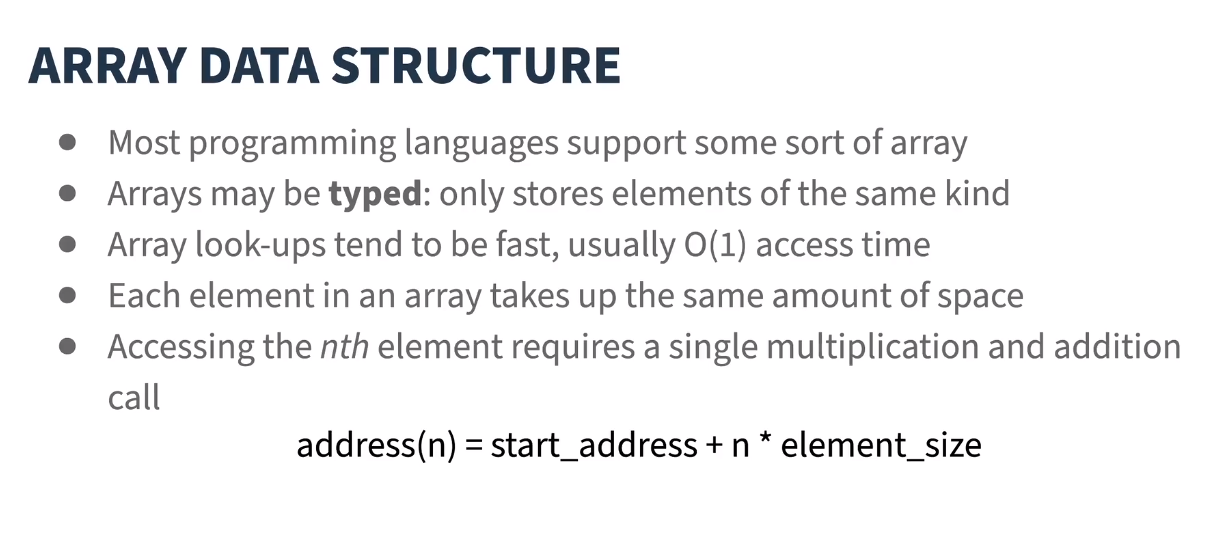 ARRAY DATA STRUCTURE
● Most programming languages support some sort of array
● Arrays may be typed: only stores elements of the same kind
● Array look-ups tend to be fast, usually O(1) access time
● Each element in an array takes up the same amount of space
● Accessing the nth element requires a single multiplication and addition
call
address(n) = start_address + n * element_size